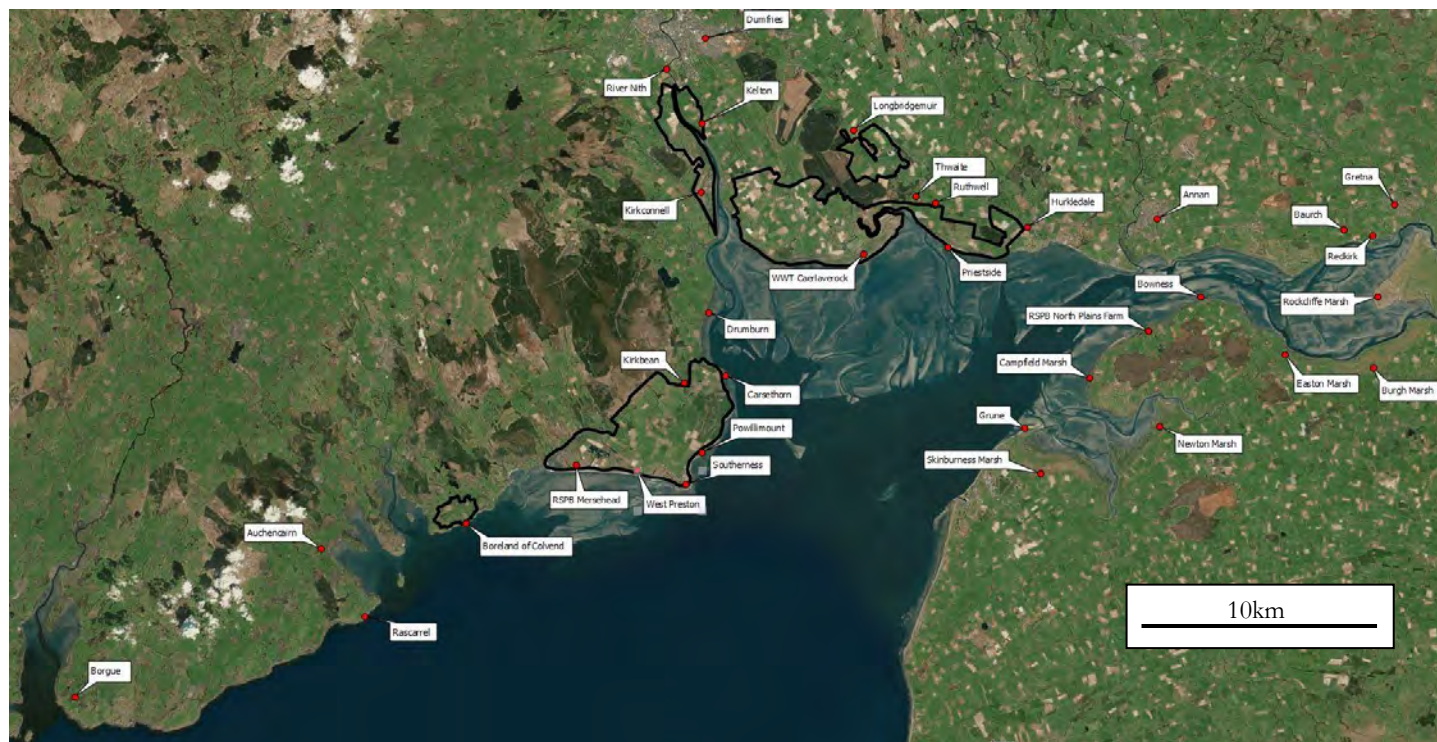 Dumfries
River Nith
Kelton
Longbridgemuir
Thwaite
Ruthwell
Gretna
Kirkconnell
Hurkledale
Annan
Baurch
Redkirk
WWT Caerlaverock
Priestside
Bowness
Rockcliffe Marsh
Drumburn
RSPB North Plains Farm
Kirkbean
Campfield Marsh
Carsethorn
Easton Marsh
Burgh Marsh
Grune
Powillimount
Newton Marsh
Skinburness Marsh
Southerness
RSPB Mersehead
West Preston
Auchencairn
Boreland of Colvend
10km
Rascarrel
Borgue